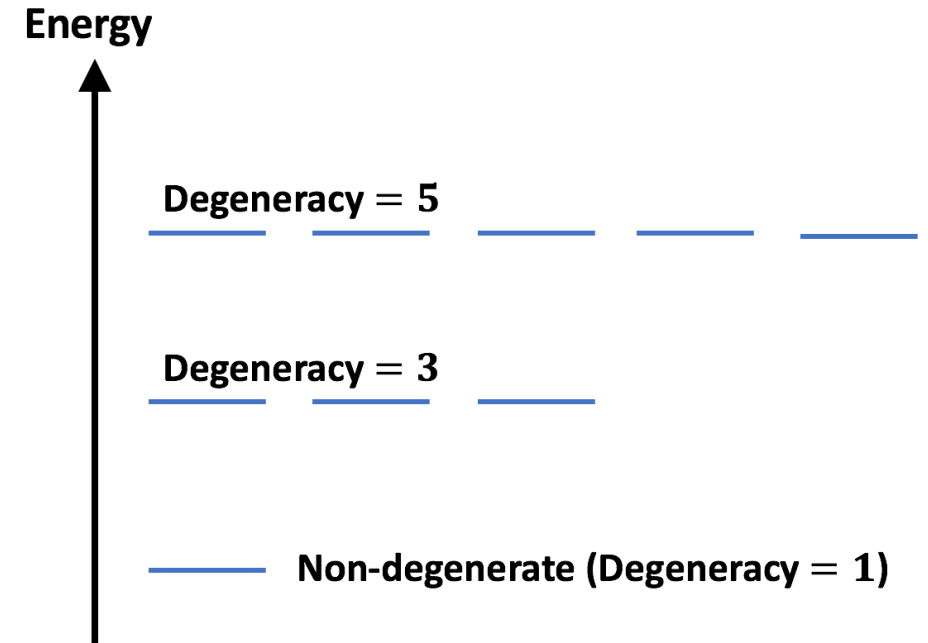 Energy
Degeneracy = 5
Degeneracy = 3
Non-degenerate (Degeneracy = 1)